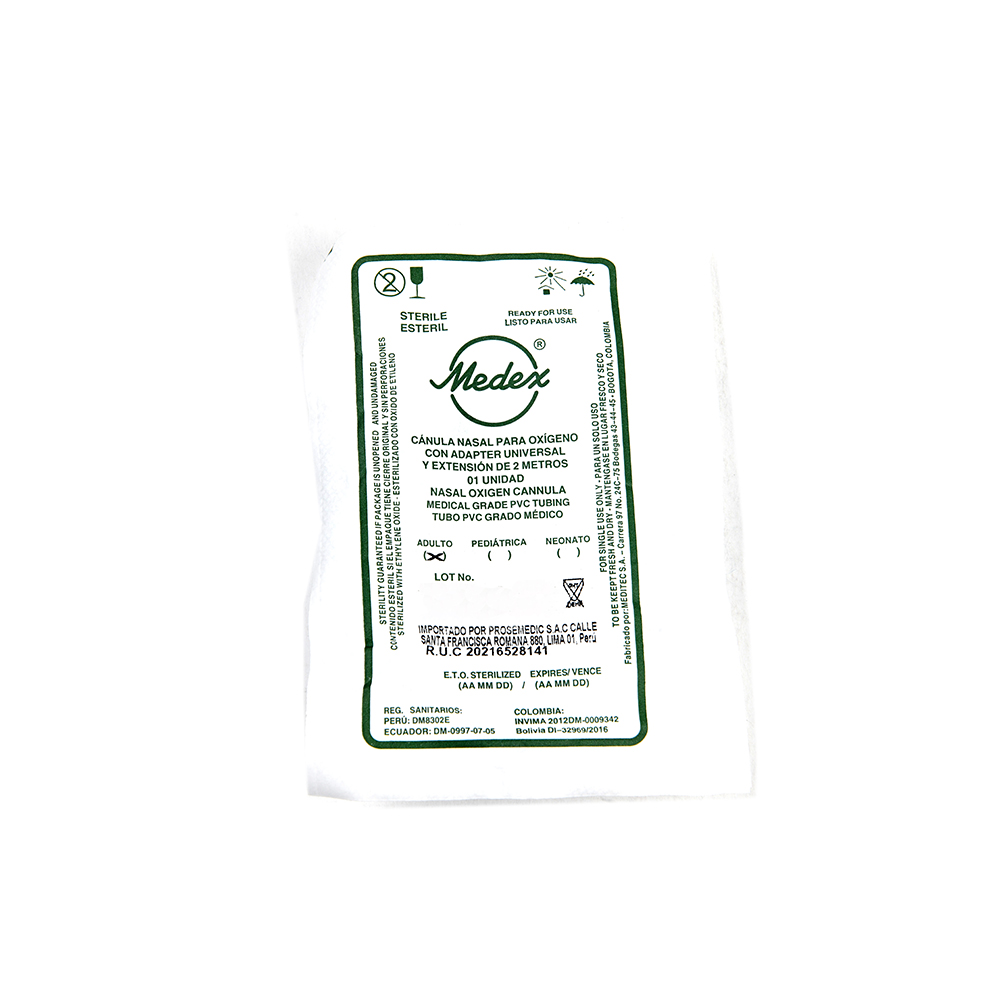 STERILE
ESTERIL
READY FOR USE
LISTO PARA USAR
Medex ®
CÁNULA NASAL PARA OXÍGENO
CON ADAPTER UNIVERSAL
Y EXTENSIÓN DE 2 METROS
01 UNIDAD
NASAL OXIGEN CANNULA
MEDICAL GRADE PVC TUBING
TUBO PVC GRADO MÉDICO
ADULTO PEDIÁTRICA NEONATO
(X) ( ) ( )
LOT No.
IMPORTADO POR PROSEMEDIC S.A.C CALLE
SANTA FRANCISCA ROMANA 880, LIMA 01, Perú
R.U.C 20216528141
E.T.O. STERILIZED EXPIRES/ VENCE
(AA MM DD) / (AA MM DD)
REG. SANITARIOS:
PERÚ: DM8302E
ECUADOR: DM-0997-07-05
COLOMBIA:
INVIMA 2012DM-0009342
Bolivia DI-32969/2016
STERILITY GUARANTEED IF PACKAGE IS UNOPENED AND UNDAMAGED
CONTENIDO ESTERIL SI EL EMPAQUE TIENE CIERRE ORIGINAL Y SIN PERFORACIONES
STERILIZED WITH ETHYLENE OXIDE - ESTERILIZADO CON OXIDO DE ETILENO
FOR SINGLE USE ONLY - PARA UN SOLO USO
TO BE KEEPT FRESH AND DRY - MANTENGASE EN LUGAR FRESCO Y SECO
Fabricado por: MEDITEC S.A. - Carrera 97 No. 24C-75 Bodegas 43-44-45 - BOGOTA, COLOMBIA